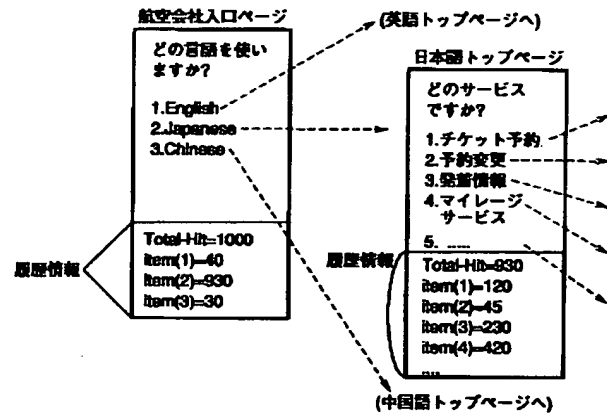 航空会社入口ページ
どの言語を使い
ますか?
1.English
2.Japanese
3.Chinese
履歴情報
Total-Hit=1000
item(1)=40
item(2)=930
item(3)=30
(英語トップページへ)
日本語トップページ
どのサービス
ですか?
1.チケット予約
2.予約変更
3.発着情報
4.マイレージ
サービス
5. .....
履歴情報
Total-Hit=930
item(1)=120
item(2)=45
item(3)=230
item(4)=420
.....
(中国語トップページへ)